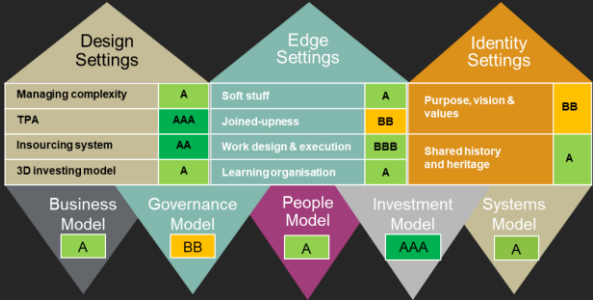 Design
Settings
Edge
Settings
Identity
Settings
Managing complexity A
TPA AAA
Insourcing system AA
3D investing model A
Soft stuff A
Joined-upness BB
Work design & execution BBB
Learning organisation A
Purpose, vision &
values
BB
Shared history
and heritage
A
Business
Model
A
Governance
Model
BB
People
Model
A
Investment
Model
AAA
Systems
Model
A